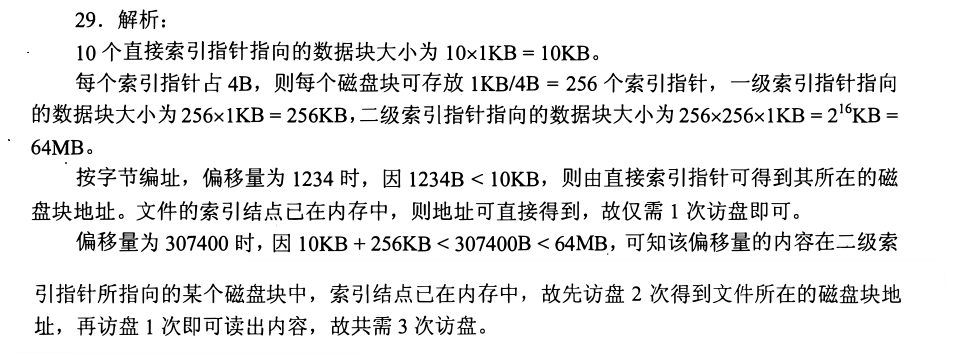 29．解析：
10 个直接索引指针指向的数据块大小为 10×1KB = 10KB。
每个索引指针占 4B，则每个磁盘块可存放 1KB/4B = 256 个索引指针，一级索引指针指向
的数据块大小为 256×1KB = 256KB，二级索引指针指向的数据块大小为 256×256×1KB = 2¹⁶KB =
64MB。
按字节编址，偏移量为 1234 时，因 1234B < 10KB，则由直接索引指针可得到其所在的磁
盘块地址。文件的索引结点已在内存中，则地址可直接得到，故仅需 1 次访盘即可。
偏移量为 307400 时，因 10KB + 256KB < 307400B < 64MB，可知该偏移量的内容在二级索
引指针所指向的某个磁盘块中，索引结点已在内存中，故先访盘 2 次得到文件所在的磁盘块地
址，再访盘 1 次即可读出内容，故共需 3 次访盘。